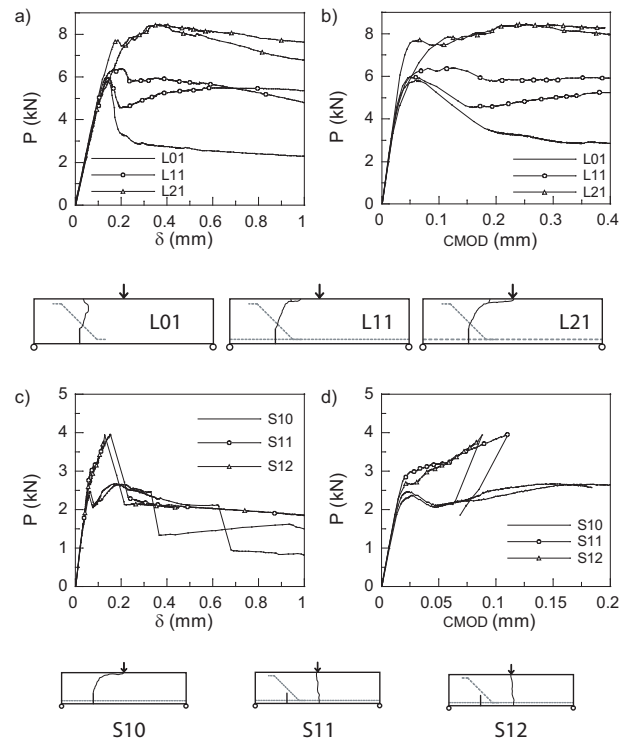 a)
P (kN)
8
6
4
2
0
L01
L11
L21
0 0.2 0.4 0.6 0.8 1
δ (mm)
b)
P (kN)
8
6
4
2
0
L01
L11
L21
0 0.1 0.2 0.3 0.4
CMOD (mm)
L01
L11
L21
c)
P (kN)
5
4
3
2
1
0
S10
S11
S12
0 0.2 0.4 0.6 0.8 1
δ (mm)
d)
P (kN)
5
4
3
2
1
0
S10
S11
S12
0 0.05 0.1 0.15 0.2
CMOD (mm)
S10
S11
S12